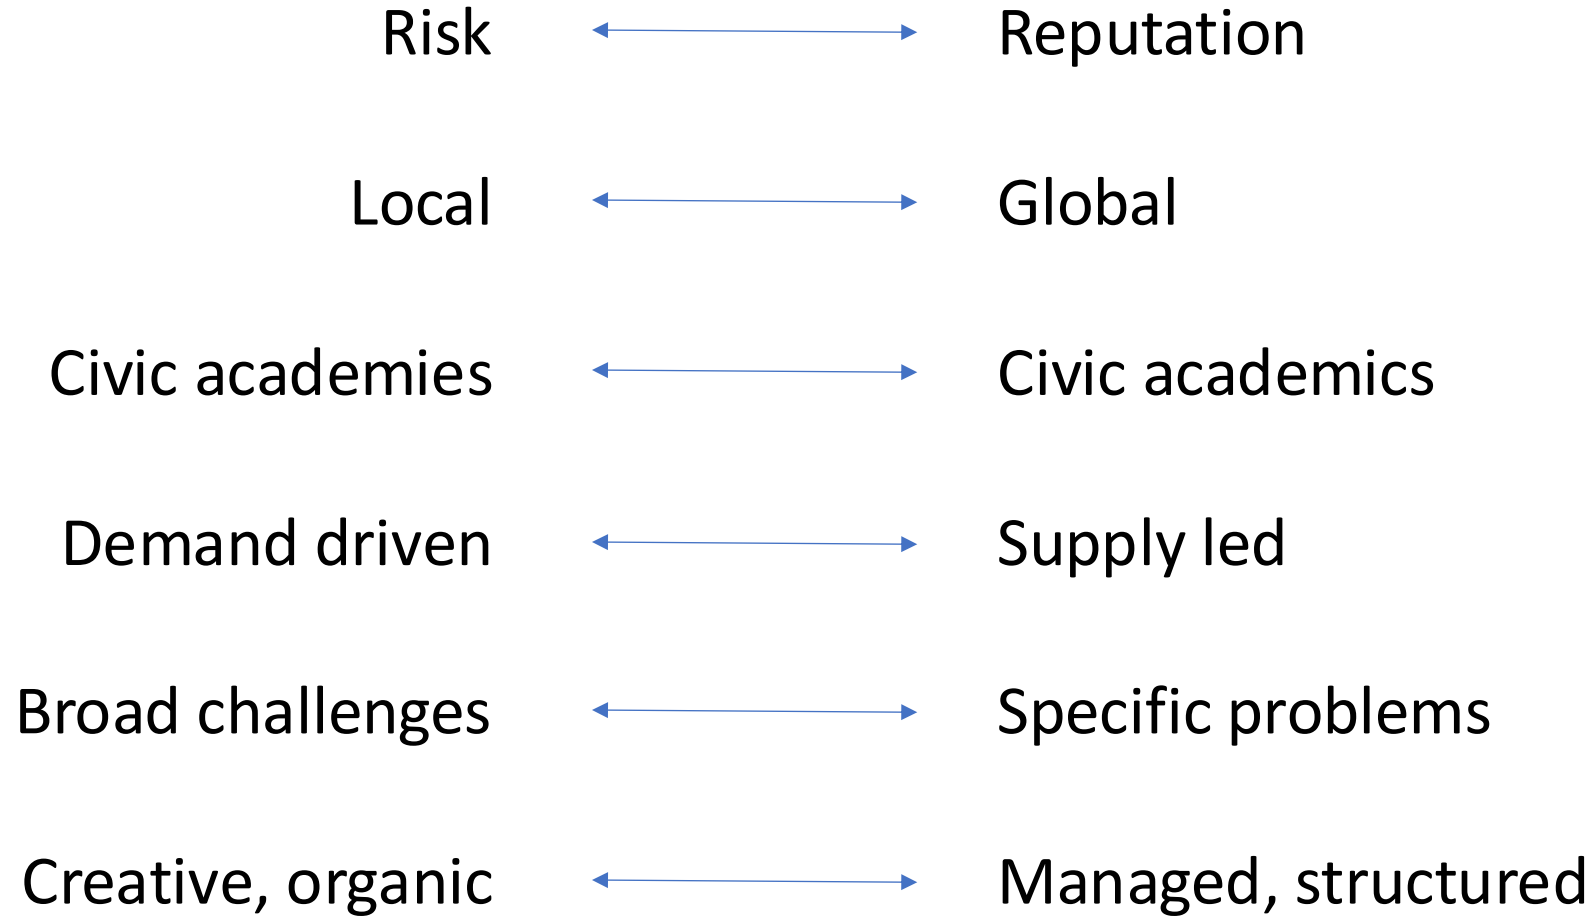 Risk Reputation
Local Global
Civic academies Civic academics
Demand driven Supply led
Broad challenges Specific problems
Creative, organic Managed, structured